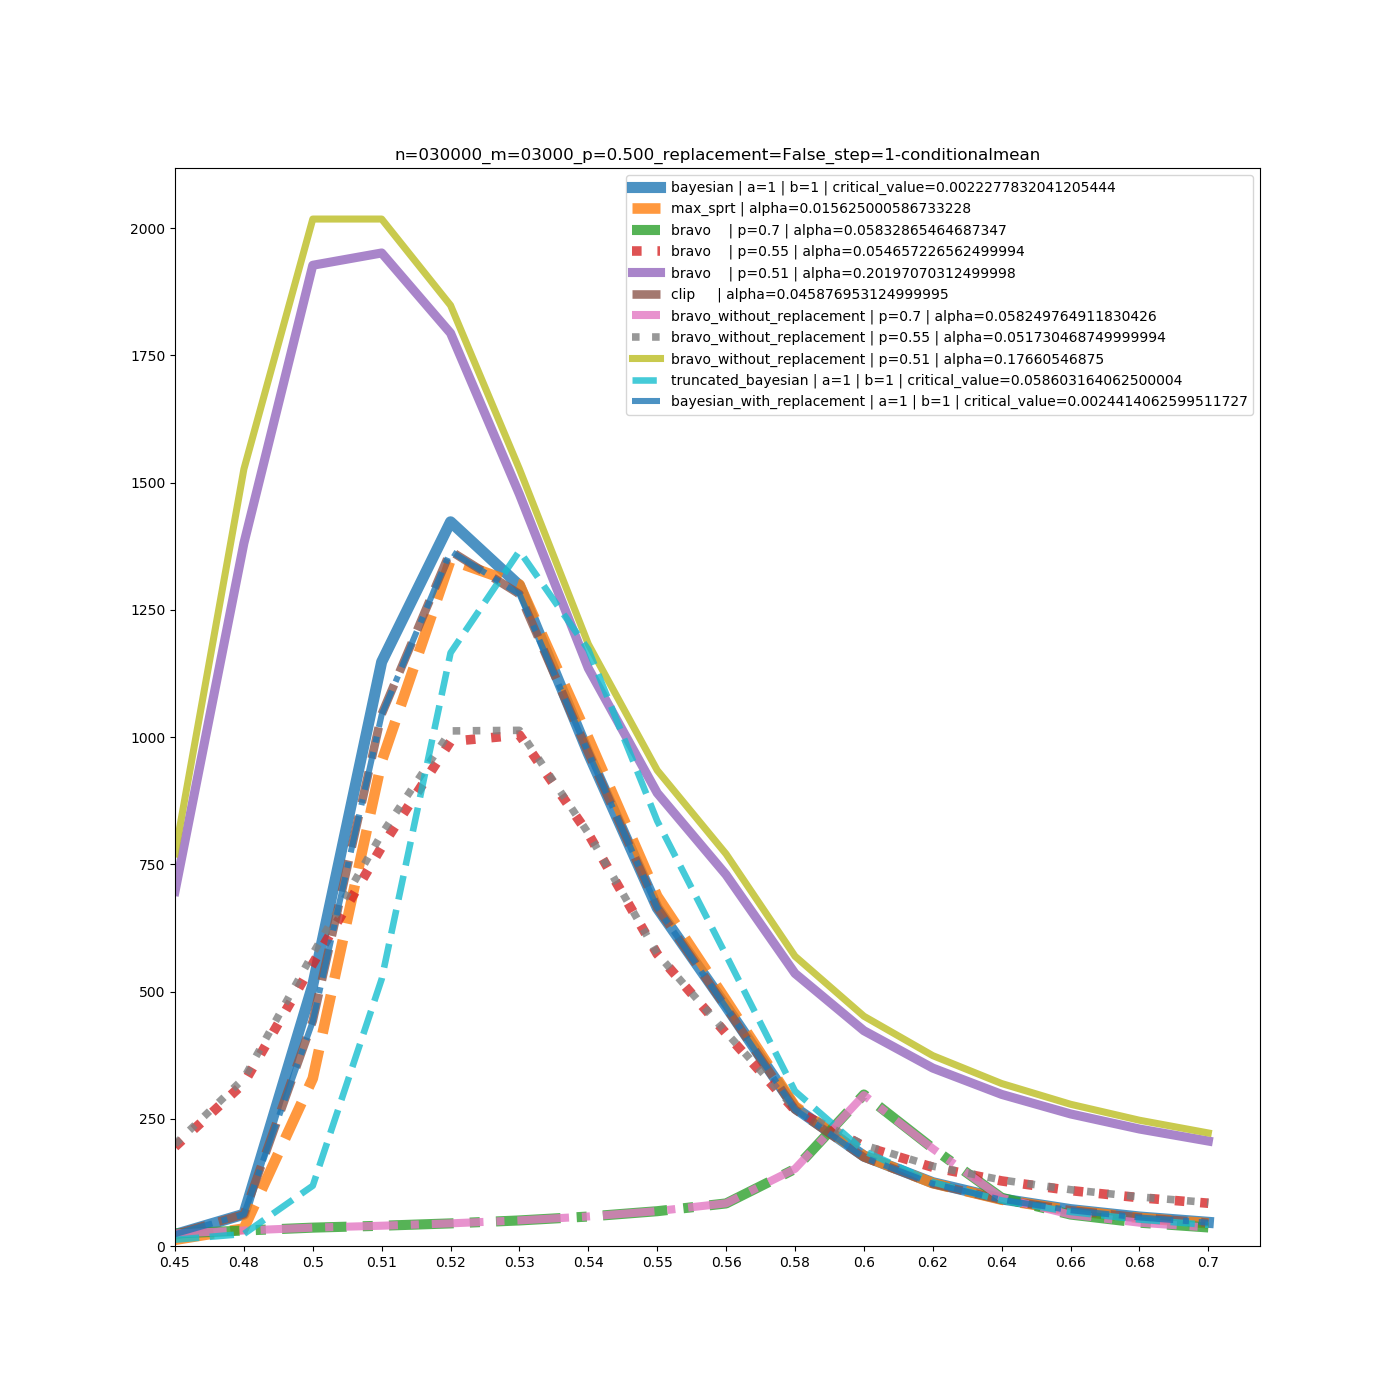 n=030000_m=03000_p=0.500_replacement=False_step=1-conditionalmean
bayesian | a=1 | b=1 | critical_value=0.0022277832041205444
max_sprt | alpha=0.015625000586733228
bravo    | p=0.7 | alpha=0.05832865464687347
bravo    | p=0.55 | alpha=0.054657226562499994
bravo    | p=0.51 | alpha=0.20197070312499998
clip     | alpha=0.045876953124999995
bravo_without_replacement | p=0.7 | alpha=0.058249764911830426
bravo_without_replacement | p=0.55 | alpha=0.051730468749999994
bravo_without_replacement | p=0.51 | alpha=0.17660546875
truncated_bayesian | a=1 | b=1 | critical_value=0.058603164062500004
bayesian_with_replacement | a=1 | b=1 | critical_value=0.0024414062599511727
2000
1750
1500
1250
1000
750
500
250
0
0.45 0.48 0.5 0.51 0.52 0.53 0.54 0.55 0.56 0.58 0.6 0.62 0.64 0.66 0.68 0.7